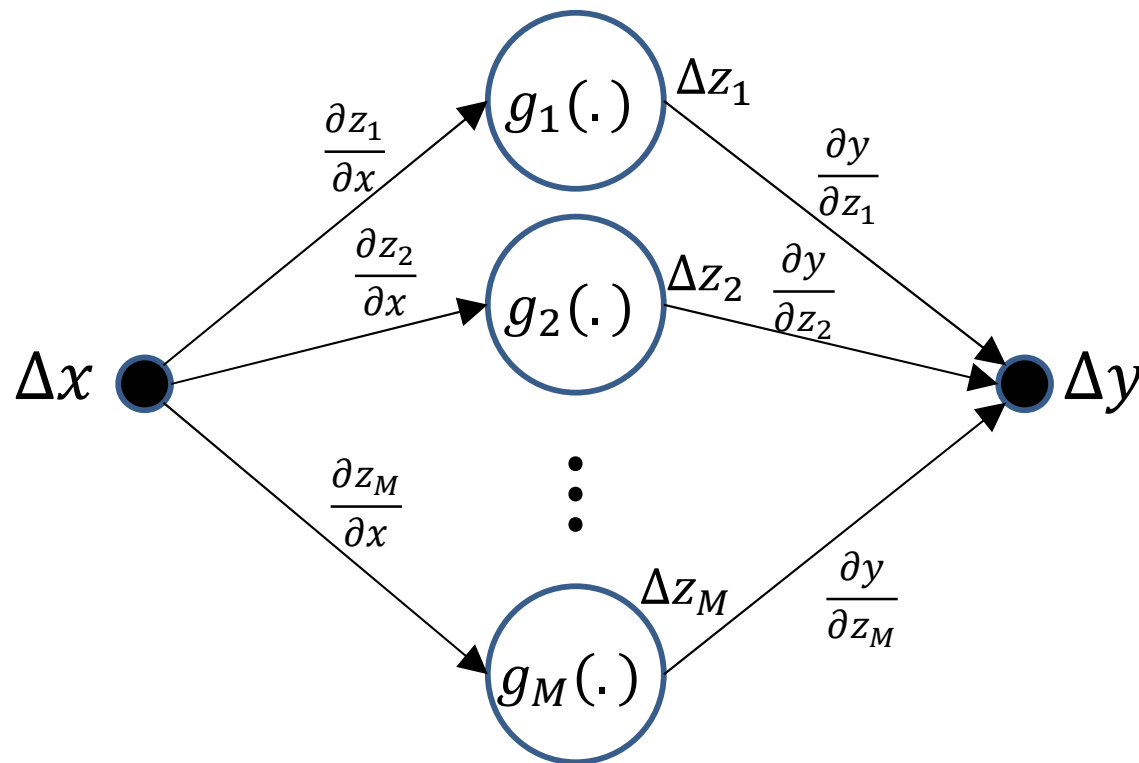 g₁(.)
Δz₁
∂z₁
∂x
∂y
∂z₁
∂z₂
∂x
g₂(.)
Δz₂
∂y
∂z₂
Δx
Δy
∂z_M
∂x
Δz_M
∂y
∂z_M
g_M(.)